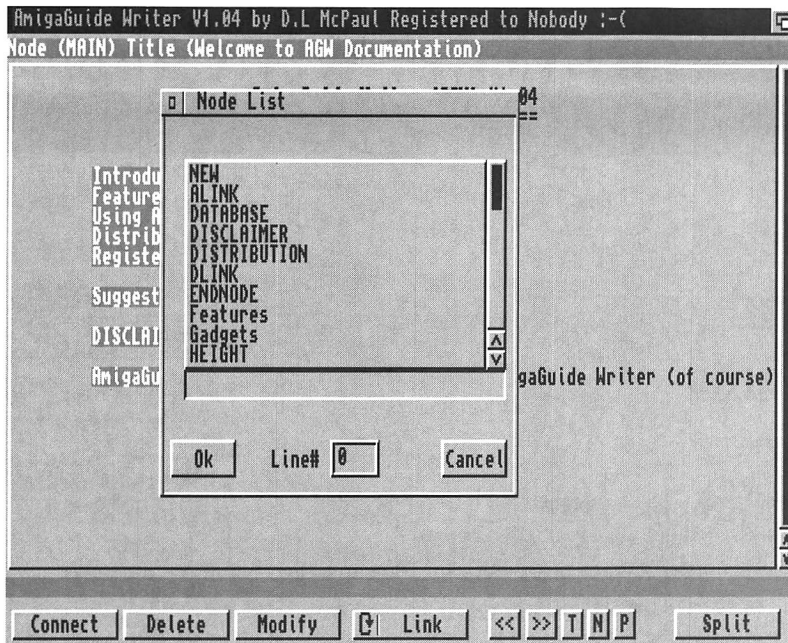 AmigaGuide Writer V1.04 by D.L McPaul Registered to Nobody :-(
Node (MAIN) Title (Welcome to AGW Documentation)
04
==
Node List
NEW
ALINK
DATABASE
DISCLAIMER
DISTRIBUTION
DLINK
ENDNODE
Features
Gadgets
HEIGHT
Introdu
Feature
Using A
Distrib
Registe
Suggest
DISCLAI
AmigaGu
gaGuide Writer (of course)
Ok Line# 0 Cancel
Connect Delete Modify Link << >> T N P Split